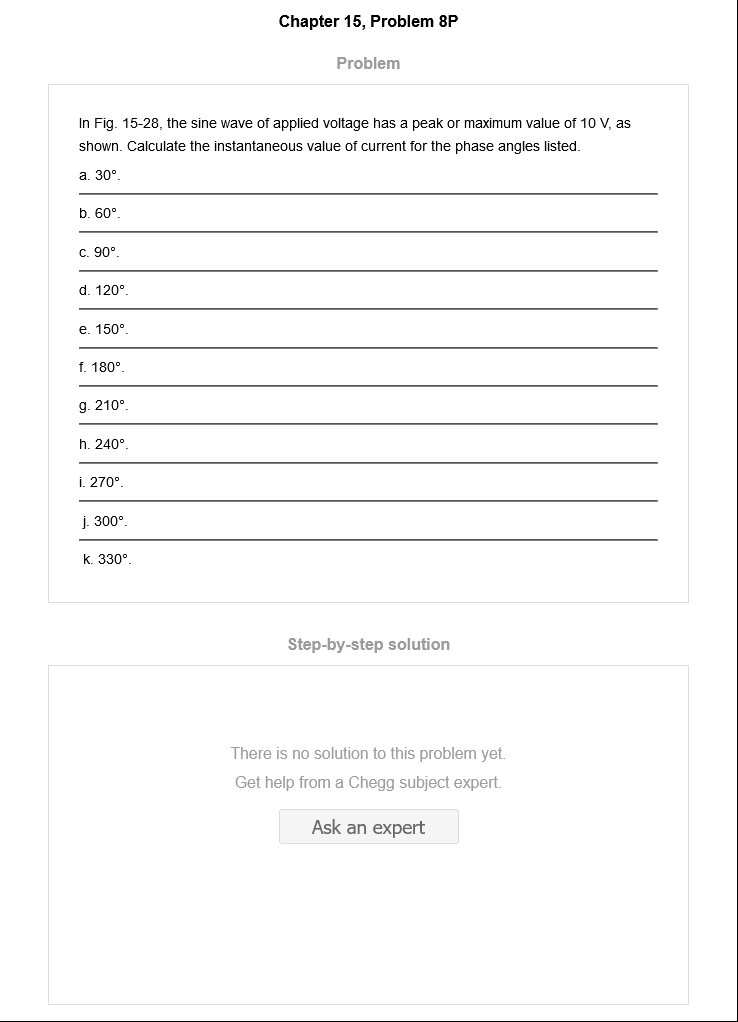 Chapter 15, Problem 8P
Problem
In Fig. 15-28, the sine wave of applied voltage has a peak or maximum value of 10 V, as
shown. Calculate the instantaneous value of current for the phase angles listed.
a. 30°.
b. 60°.
c. 90°.
d. 120°.
e. 150°.
f. 180°.
g. 210°.
h. 240°.
i. 270°.
j. 300°.
k. 330°.
Step-by-step solution
There is no solution to this problem yet.
Get help from a Chegg subject expert.
Ask an expert